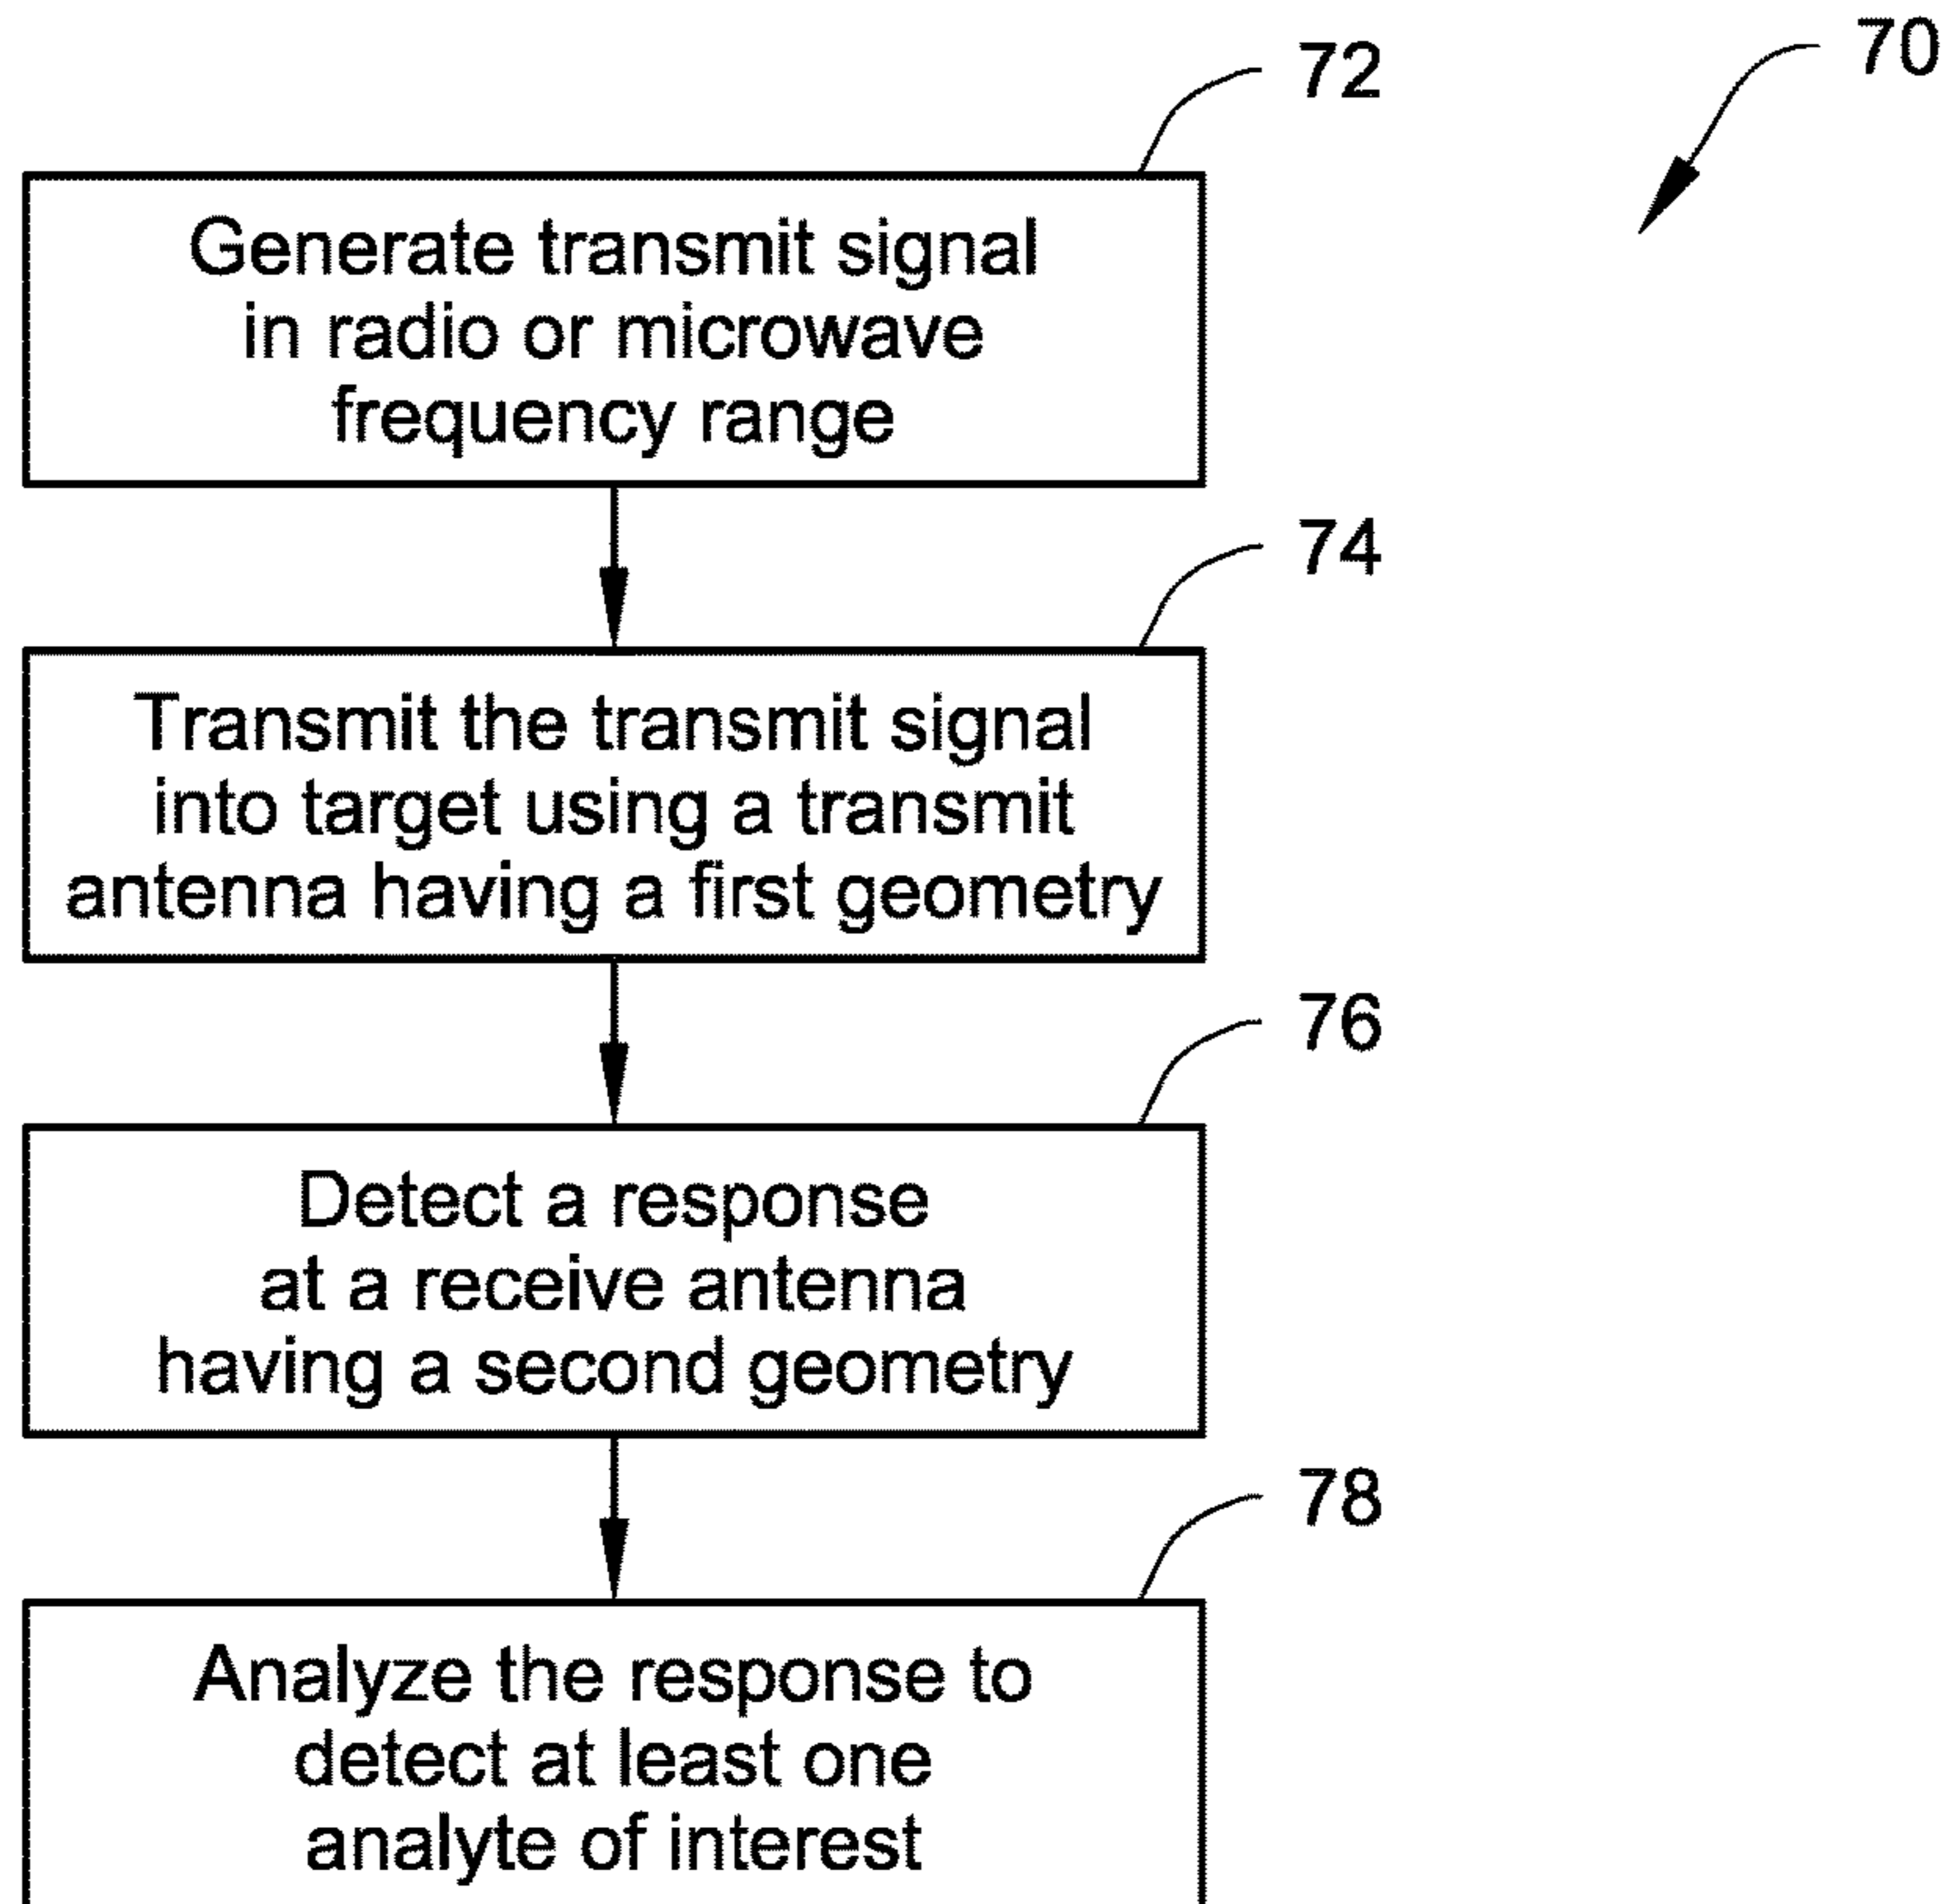 70
72
Generate transmit signal
in radio or microwave
frequency range
74
Transmit the transmit signal
into target using a transmit
antenna having a first geometry
76
Detect a response
at a receive antenna
having a second geometry
78
Analyze the response to
detect at least one
analyte of interest